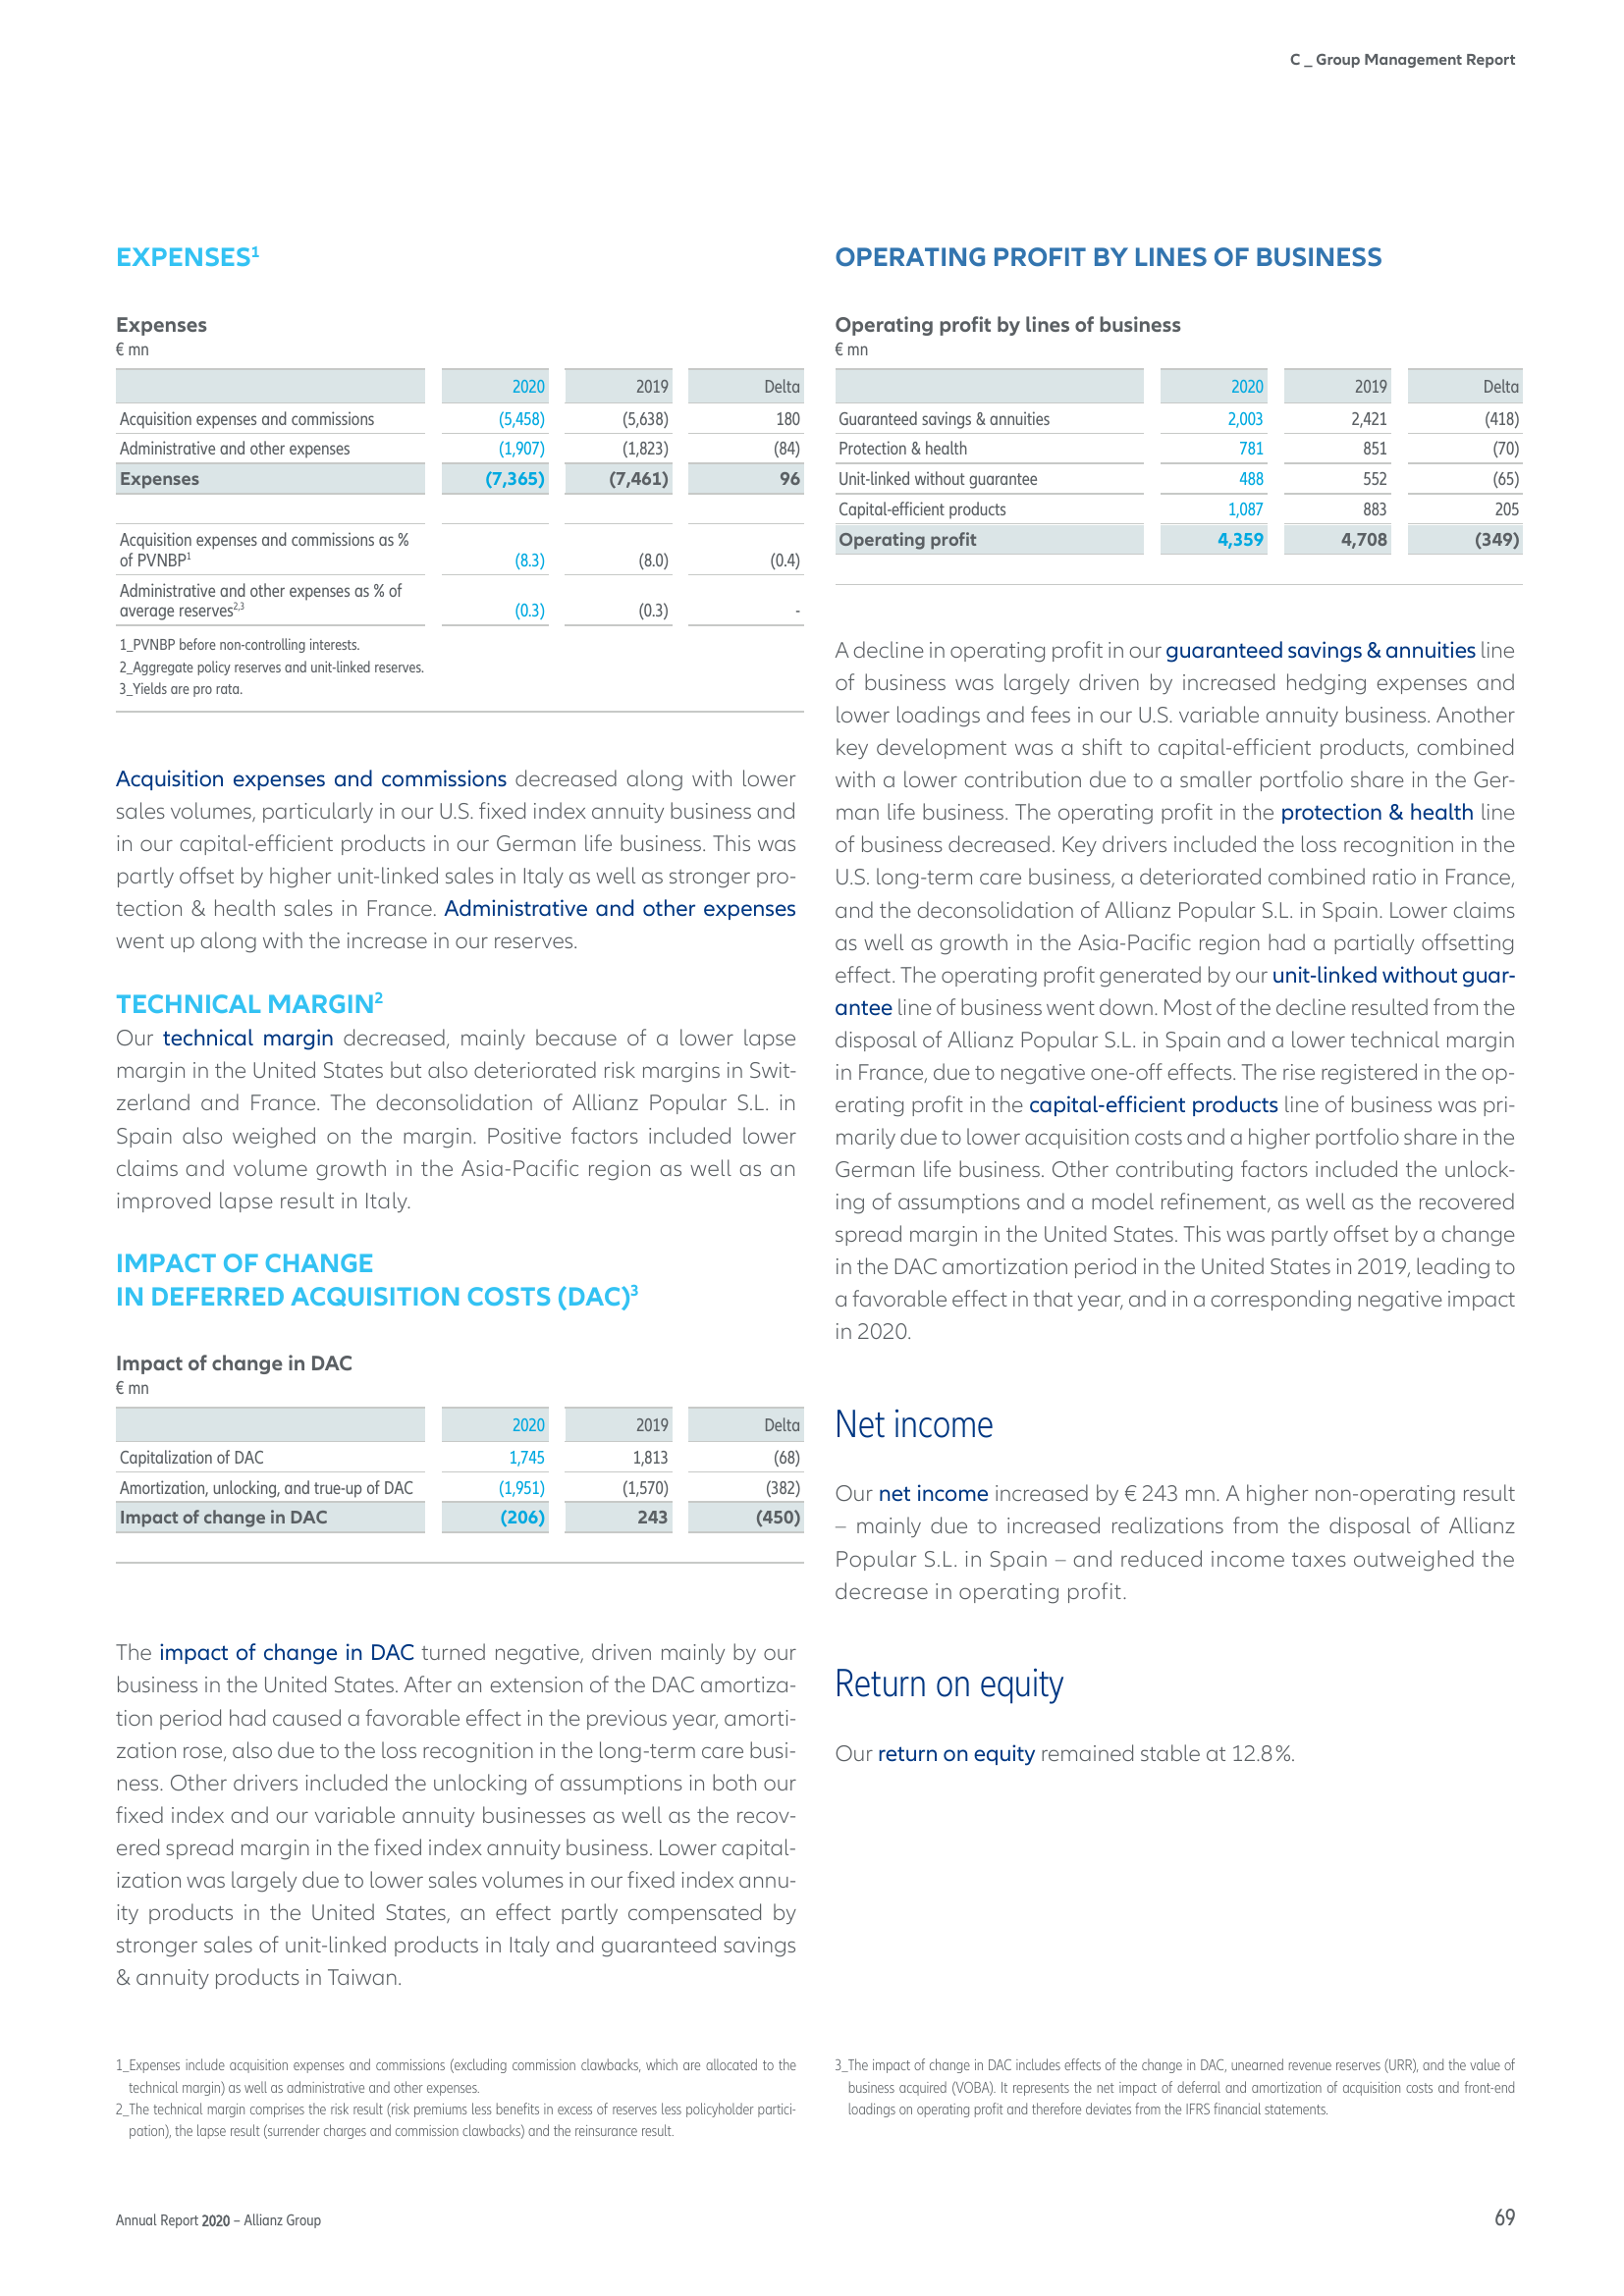 C _ Group Management Report
EXPENSES1
Expenses
€ mn
2020 2019 Delta
Acquisition expenses and commissions (5,458) (5,638) 180
Administrative and other expenses (1,907) (1,823) (84)
Expenses (7,365) (7,461) 96
Acquisition expenses and commissions as %
of PVNBP1 (8.3) (8.0) (0.4)
Administrative and other expenses as % of
average reserves2,3 (0.3) (0.3) -
1_PVNBP before non-controlling interests.
2_Aggregate policy reserves and unit-linked reserves.
3_Yields are pro rata.
Acquisition expenses and commissions decreased along with lower
sales volumes, particularly in our U.S. fixed index annuity business and
in our capital-efficient products in our German life business. This was
partly offset by higher unit-linked sales in Italy as well as stronger pro-
tection & health sales in France. Administrative and other expenses
went up along with the increase in our reserves.
TECHNICAL MARGIN2
Our technical margin decreased, mainly because of a lower lapse
margin in the United States but also deteriorated risk margins in Swit-
zerland and France. The deconsolidation of Allianz Popular S.L. in
Spain also weighed on the margin. Positive factors included lower
claims and volume growth in the Asia-Pacific region as well as an
improved lapse result in Italy.
IMPACT OF CHANGE
IN DEFERRED ACQUISITION COSTS (DAC)3
Impact of change in DAC
€ mn
2020 2019 Delta
Capitalization of DAC 1,745 1,813 (68)
Amortization, unlocking, and true-up of DAC (1,951) (1,570) (382)
Impact of change in DAC (206) 243 (450)
The impact of change in DAC turned negative, driven mainly by our
business in the United States. After an extension of the DAC amortiza-
tion period had caused a favorable effect in the previous year, amorti-
zation rose, also due to the loss recognition in the long-term care busi-
ness. Other drivers included the unlocking of assumptions in both our
fixed index and our variable annuity businesses as well as the recov-
ered spread margin in the fixed index annuity business. Lower capital-
ization was largely due to lower sales volumes in our fixed index annu-
ity products in the United States, an effect partly compensated by
stronger sales of unit-linked products in Italy and guaranteed savings
& annuity products in Taiwan.
OPERATING PROFIT BY LINES OF BUSINESS
Operating profit by lines of business
€ mn
2020 2019 Delta
Guaranteed savings & annuities 2,003 2,421 (418)
Protection & health 781 851 (70)
Unit-linked without guarantee 488 552 (65)
Capital-efficient products 1,087 883 205
Operating profit 4,359 4,708 (349)
A decline in operating profit in our guaranteed savings & annuities line
of business was largely driven by increased hedging expenses and
lower loadings and fees in our U.S. variable annuity business. Another
key development was a shift to capital-efficient products, combined
with a lower contribution due to a smaller portfolio share in the Ger-
man life business. The operating profit in the protection & health line
of business decreased. Key drivers included the loss recognition in the
U.S. long-term care business, a deteriorated combined ratio in France,
and the deconsolidation of Allianz Popular S.L. in Spain. Lower claims
as well as growth in the Asia-Pacific region had a partially offsetting
effect. The operating profit generated by our unit-linked without guar-
antee line of business went down. Most of the decline resulted from the
disposal of Allianz Popular S.L. in Spain and a lower technical margin
in France, due to negative one-off effects. The rise registered in the op-
erating profit in the capital-efficient products line of business was pri-
marily due to lower acquisition costs and a higher portfolio share in the
German life business. Other contributing factors included the unlock-
ing of assumptions and a model refinement, as well as the recovered
spread margin in the United States. This was partly offset by a change
in the DAC amortization period in the United States in 2019, leading to
a favorable effect in that year, and in a corresponding negative impact
in 2020.
Net income
Our net income increased by € 243 mn. A higher non-operating result
– mainly due to increased realizations from the disposal of Allianz
Popular S.L. in Spain – and reduced income taxes outweighed the
decrease in operating profit.
Return on equity
Our return on equity remained stable at 12.8 %.
1_Expenses include acquisition expenses and commissions (excluding commission clawbacks, which are allocated to the
technical margin) as well as administrative and other expenses.
2_The technical margin comprises the risk result (risk premiums less benefits in excess of reserves less policyholder partici-
pation), the lapse result (surrender charges and commission clawbacks) and the reinsurance result.
3_The impact of change in DAC includes effects of the change in DAC, unearned revenue reserves (URR), and the value of
business acquired (VOBA). It represents the net impact of deferral and amortization of acquisition costs and front-end
loadings on operating profit and therefore deviates from the IFRS financial statements.
Annual Report 2020 – Allianz Group
69